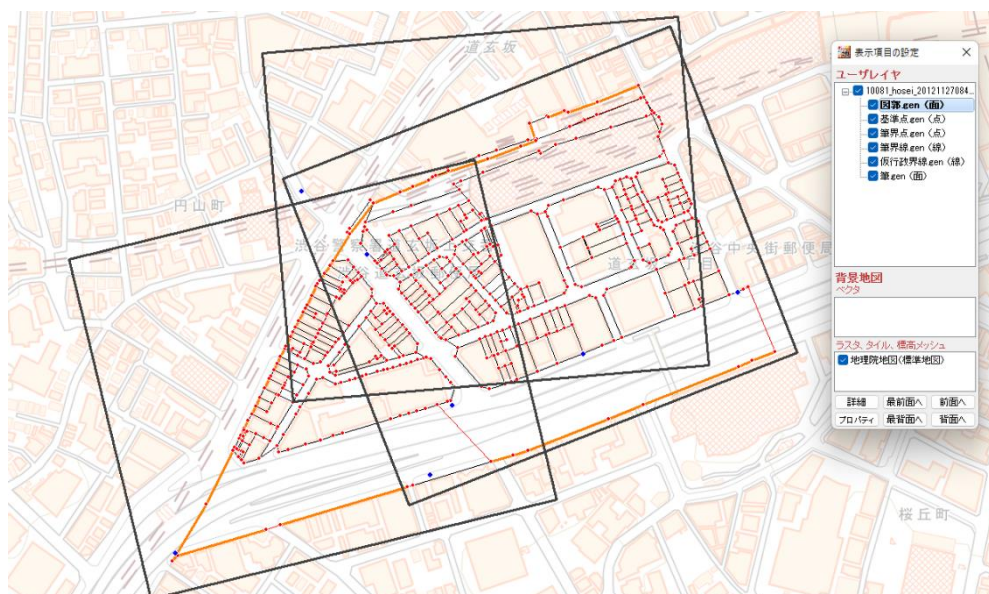 道玄坂
円山町
道玄坂
丁目
谷中央街郵便局
桜丘町
表示項目の設定
ユーザレイヤ
10081_hosei_20121127084...
図郭.gen (面)
基準点.gen (点)
筆界点.gen (点)
筆界線.gen (線)
仮行政界線.gen (線)
筆.gen (面)
背景地図
ベクタ
ラスタ、タイル、標高メッシュ
地理院地図(標準地図)
詳細 最前面へ 前面へ
プロパティ 最背面へ 背面へ